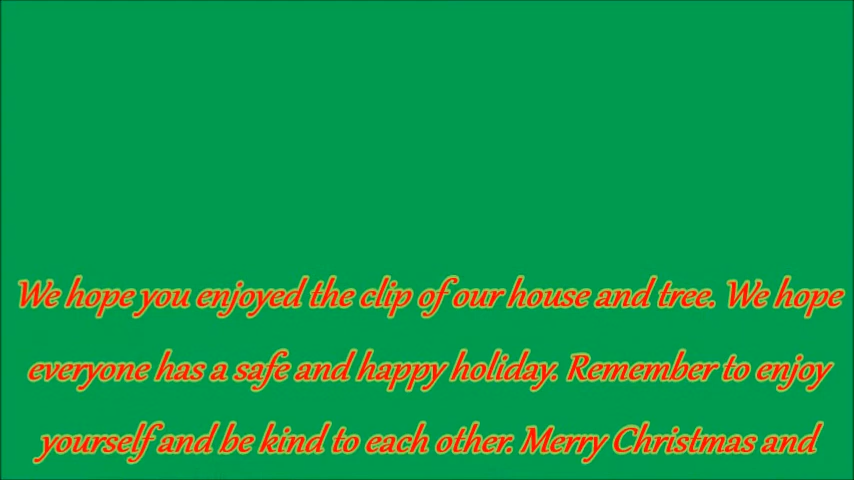 We hope you enjoyed the clip of our house and tree. We hope
everyone has a safe and happy holiday. Remember to enjoy
yourself and be kind to each other. Merry Christmas and